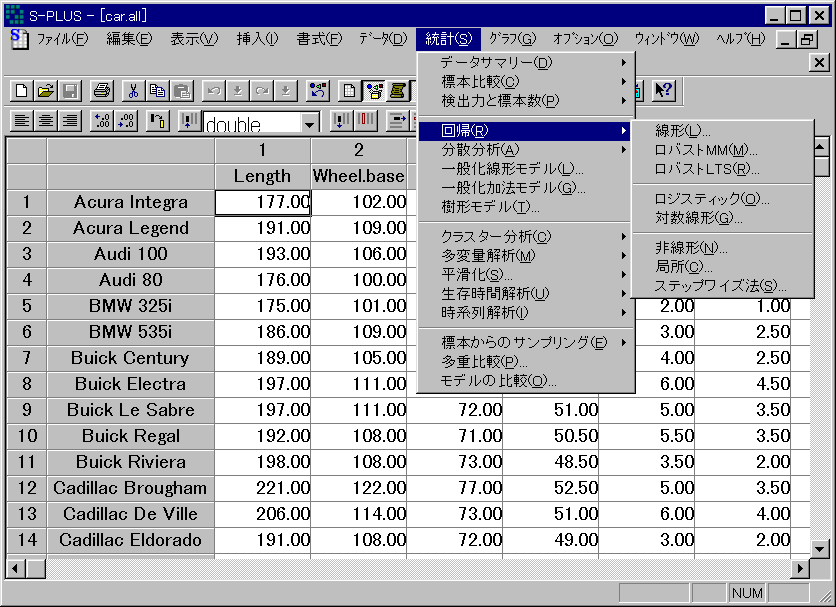 S-PLUS - [car.all]
ﾌｧｲﾙ(F) 編集(E) 表示(V) 挿入(I) 書式(F) ﾃﾞｰﾀ(D) 統計(S) ｸﾞﾗﾌ(G) ｵﾌﾟｼｮﾝ(O) ｳｨﾝﾄﾞｳ(W) ﾍﾙﾌﾟ(H)
double
データサマリー(D)
標本比較(C)
検出力と標本数(P)
回帰(R)
分散分析(A)
一般化線形モデル(L)...
一般化加法モデル(G)...
樹形モデル(T)...
クラスター分析(C)
多変量解析(M)
平滑化(S)...
生存時間解析(U)
時系列解析(I)
標本からのサンプリング(E)
多重比較(P)...
モデルの比較(O)...
線形(L)...
ロバストMM(M)...
ロバストLTS(R)...
ロジスティック(O)...
対数線形(G)...
非線形(N)...
局所(C)...
ステップワイズ法(S)...
1 2
Length Wheel.base
1 Acura Integra 177.00 102.00
2 Acura Legend 191.00 109.00
3 Audi 100 193.00 106.00
4 Audi 80 176.00 100.00
5 BMW 325i 175.00 101.00 2.00 1.00
6 BMW 535i 186.00 109.00 3.00 2.50
7 Buick Century 189.00 105.00 4.00 2.50
8 Buick Electra 197.00 111.00 6.00 4.50
9 Buick Le Sabre 197.00 111.00 72.00 51.00 5.00 3.50
10 Buick Regal 192.00 108.00 71.00 50.50 5.50 3.50
11 Buick Riviera 198.00 108.00 73.00 48.50 3.50 2.00
12 Cadillac Brougham 221.00 122.00 77.00 52.50 5.00 3.50
13 Cadillac De Ville 206.00 114.00 73.00 51.00 6.00 4.00
14 Cadillac Eldorado 191.00 108.00 72.00 49.00 3.00 2.00
NUM